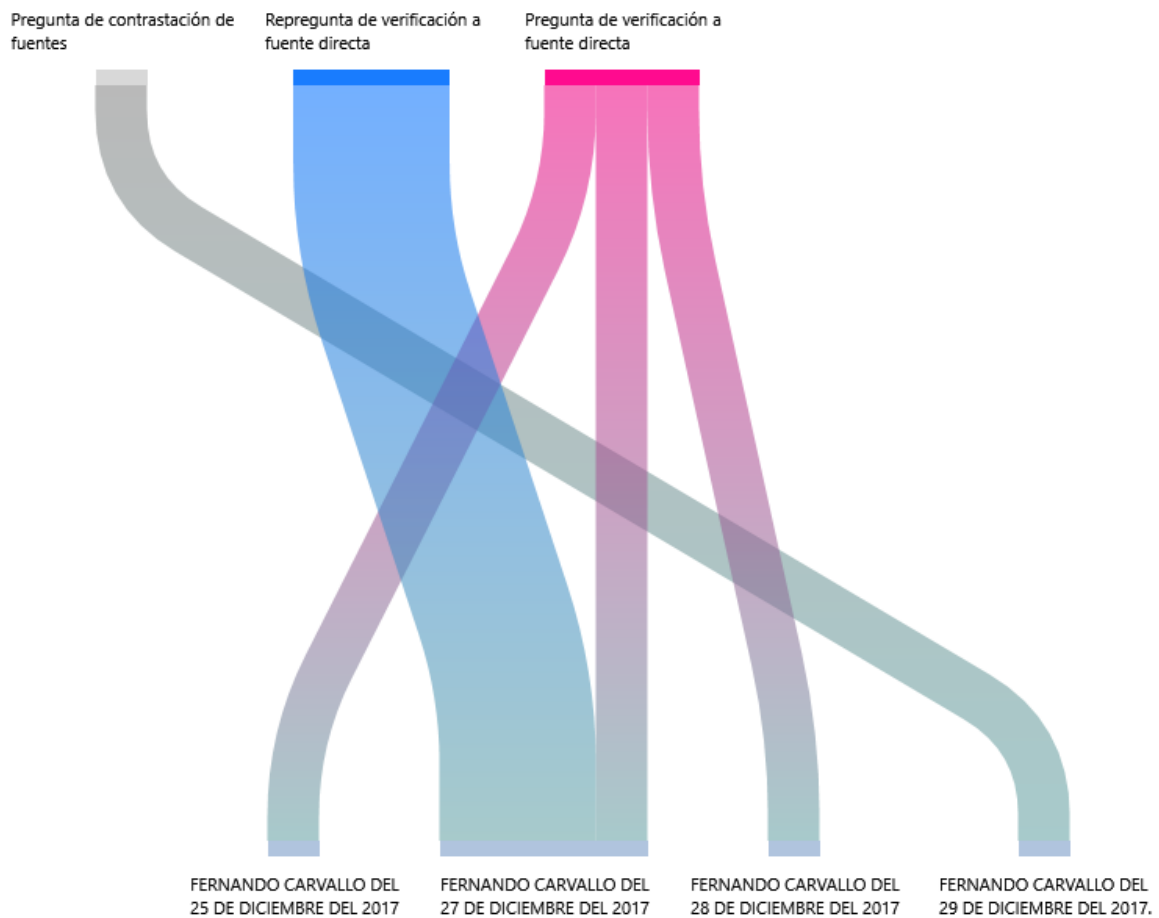 Pregunta de contrastación de
fuentes
Repregunta de verificación a
fuente directa
Pregunta de verificación a
fuente directa
FERNANDO CARVALLO DEL
25 DE DICIEMBRE DEL 2017
FERNANDO CARVALLO DEL
27 DE DICIEMBRE DEL 2017
FERNANDO CARVALLO DEL
28 DE DICIEMBRE DEL 2017
FERNANDO CARVALLO DEL
29 DE DICIEMBRE DEL 2017.